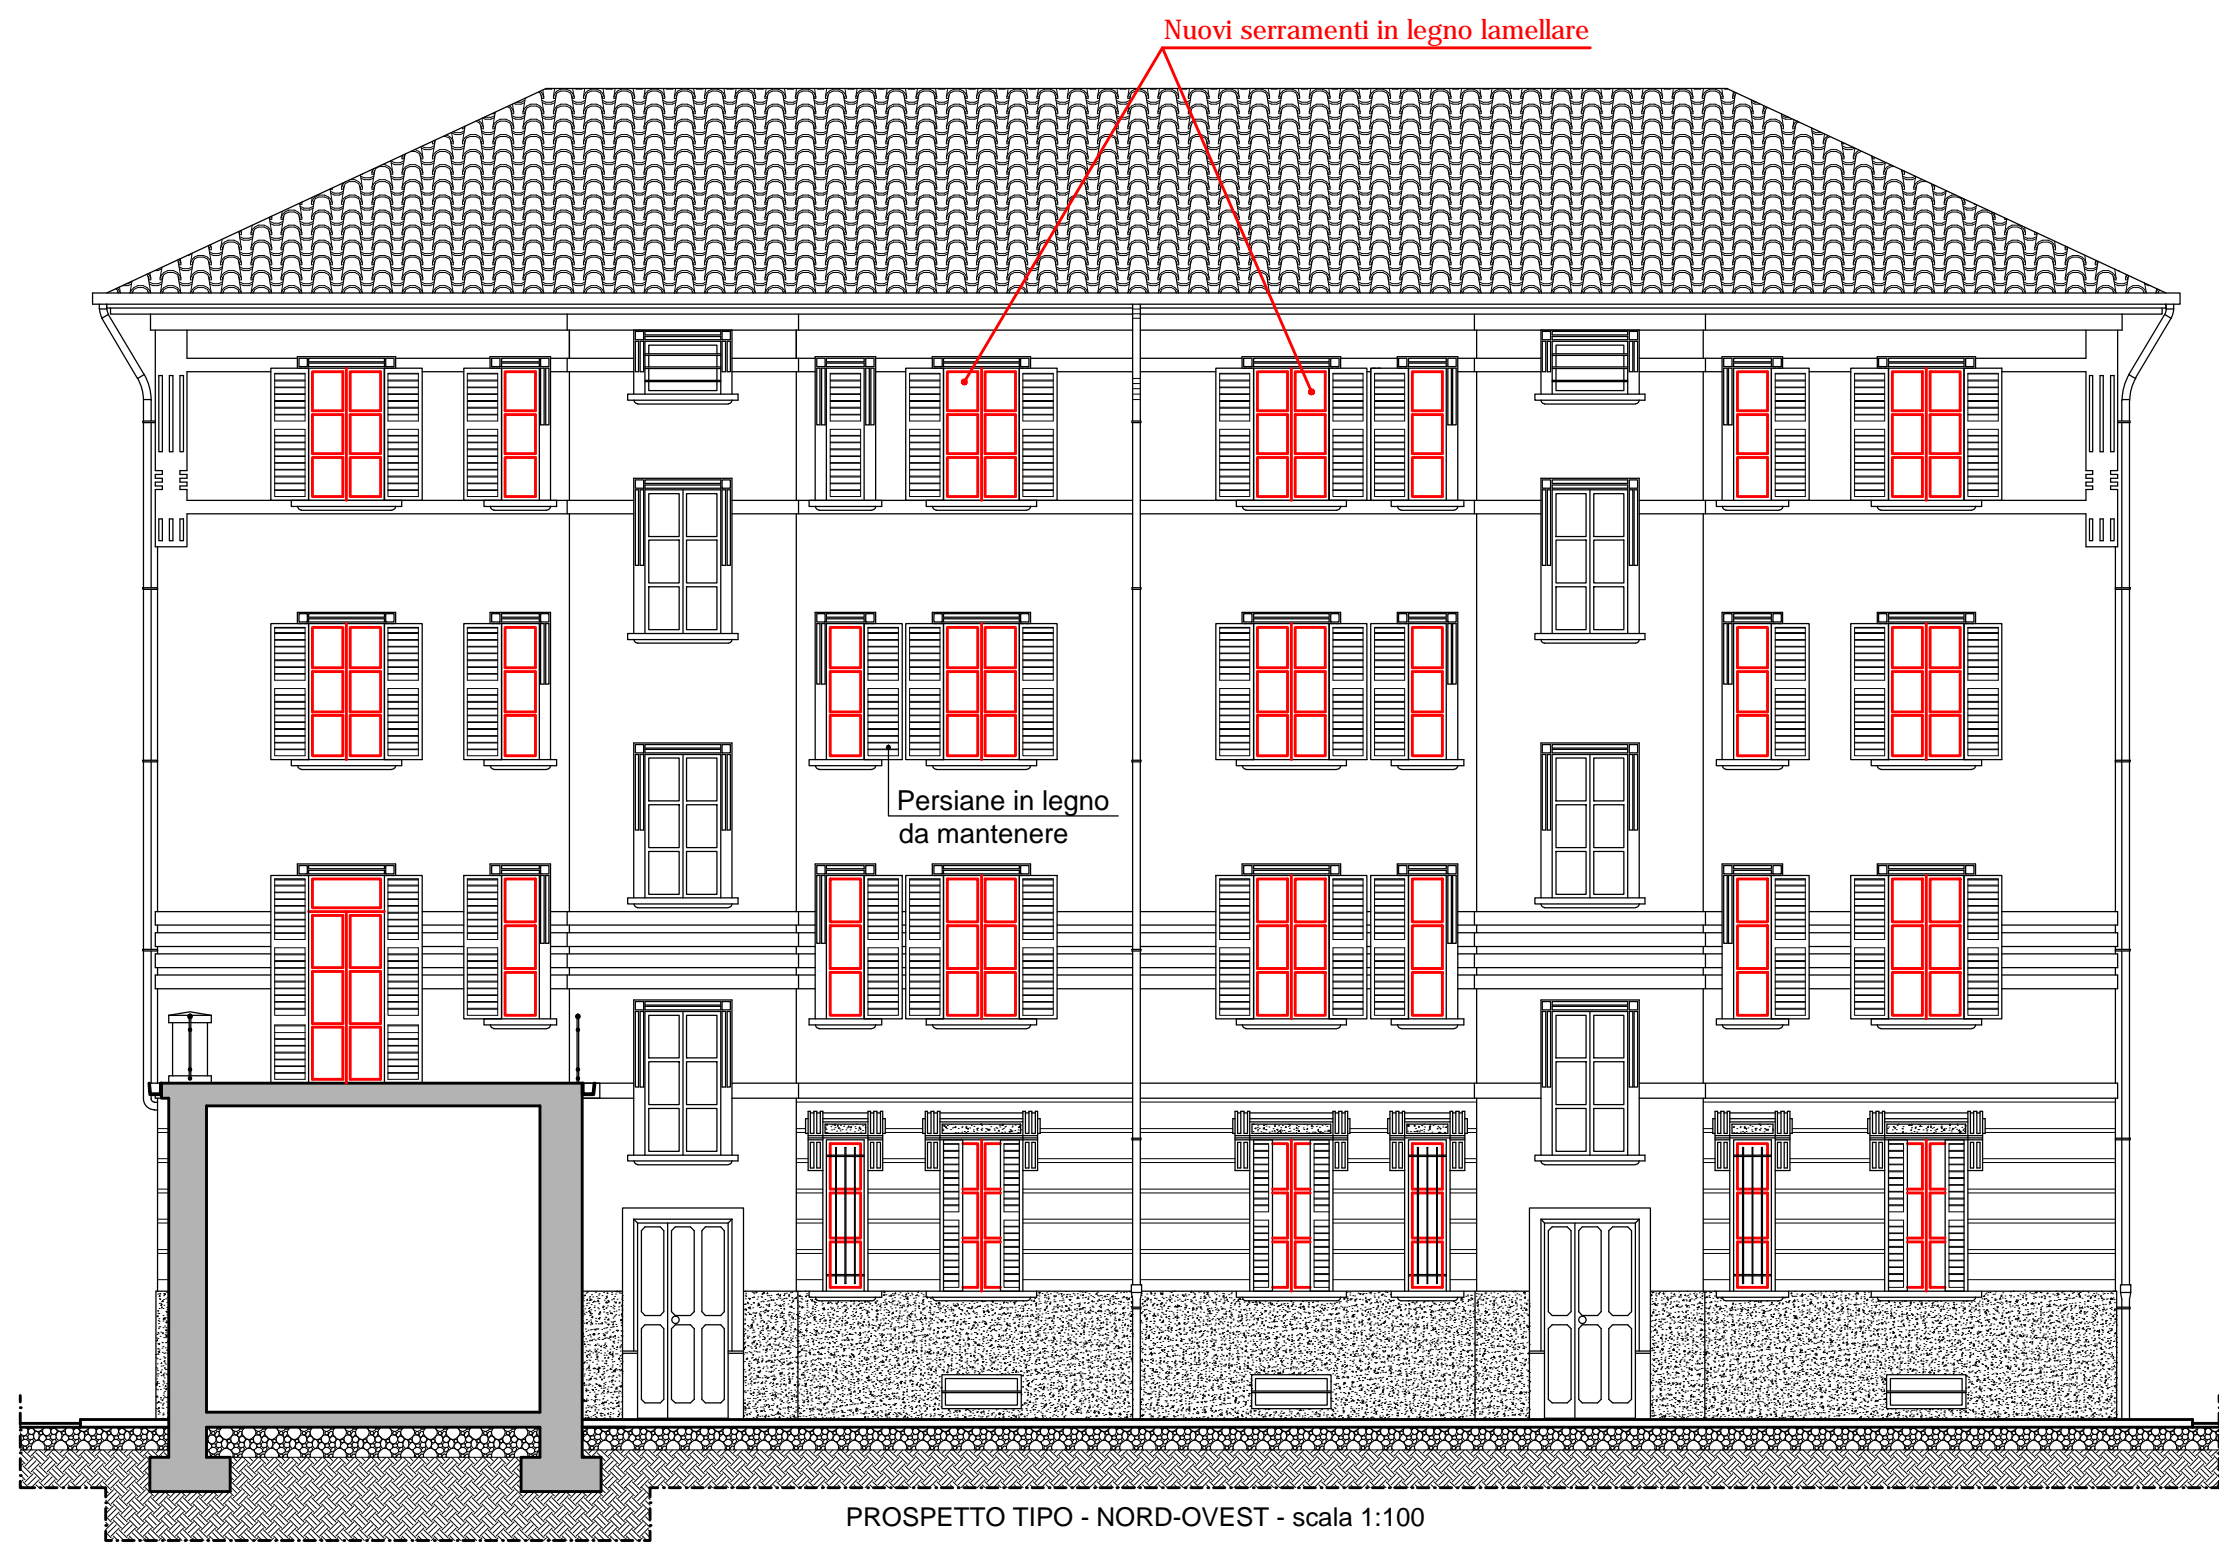 Nuovi serramenti in legno lamellare
Persiane in legno
da mantenere
PROSPETTO TIPO - NORD-OVEST - scala 1:100